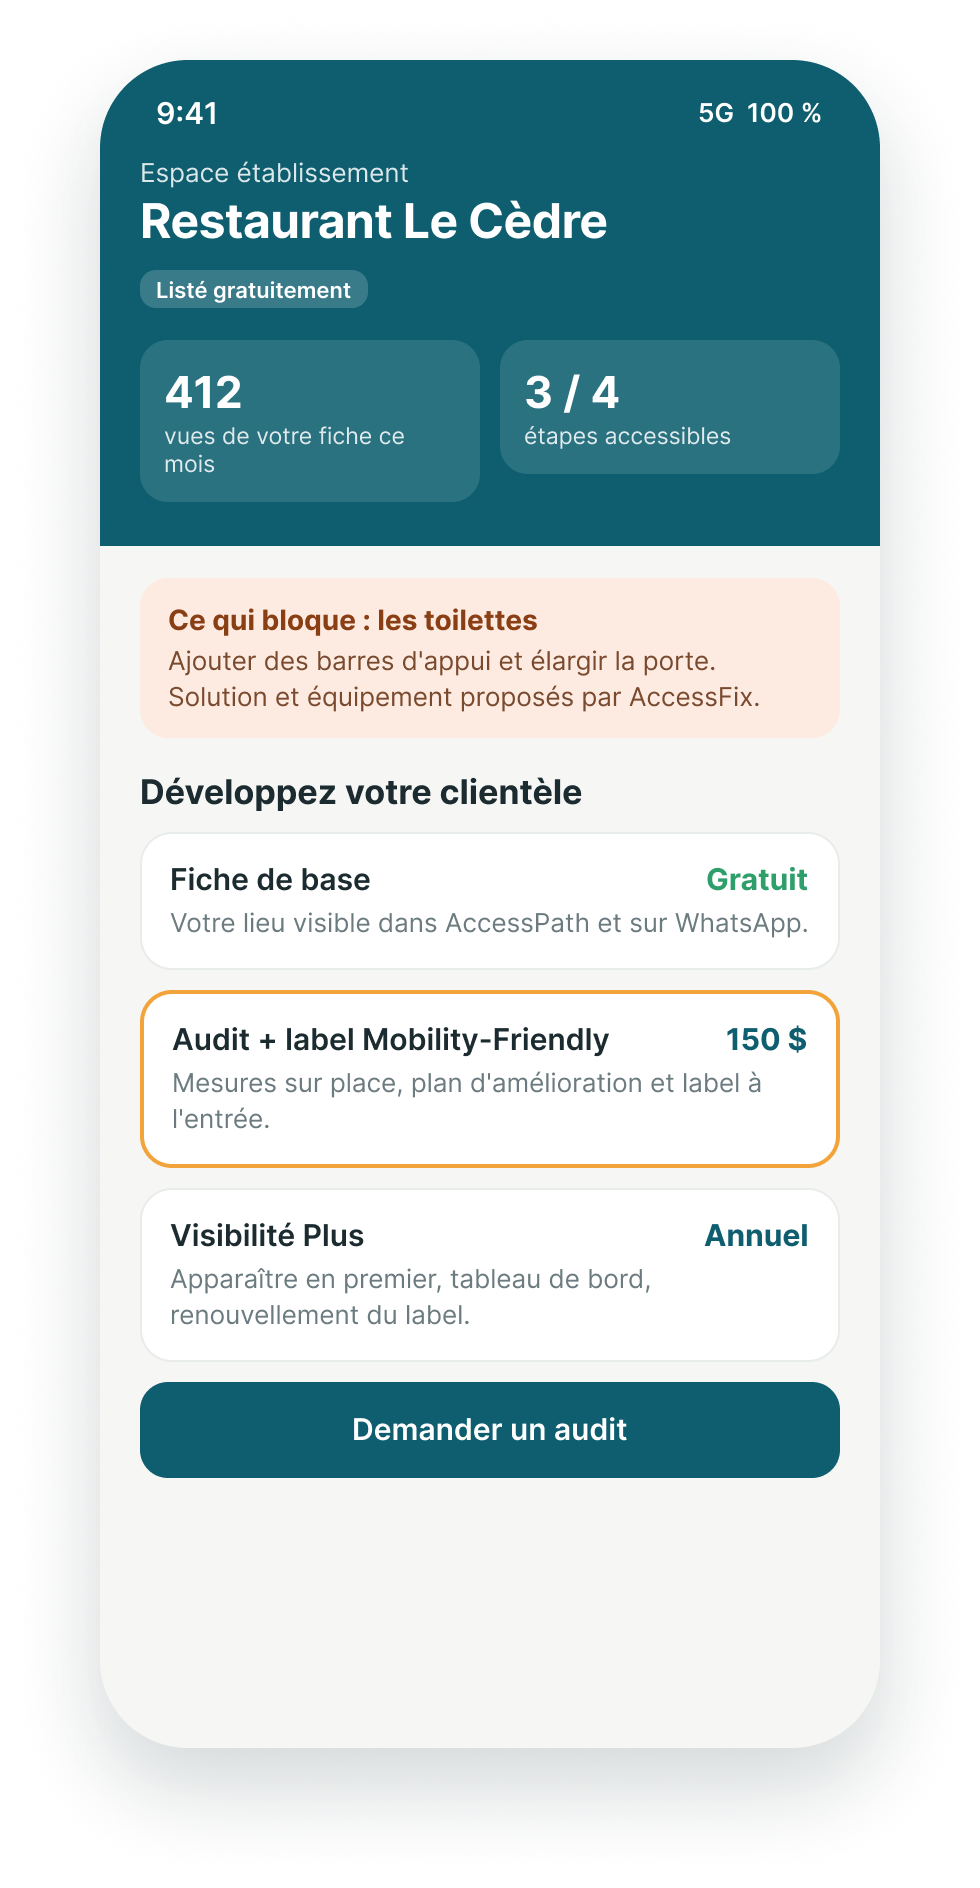 9:41
5G 100 %
Espace établissement
Restaurant Le Cèdre
Listé gratuitement
412
vues de votre fiche ce
mois
3 / 4
étapes accessibles
Ce qui bloque : les toilettes
Ajouter des barres d'appui et élargir la porte.
Solution et équipement proposés par AccessFix.
Développez votre clientèle
Fiche de base
Gratuit
Votre lieu visible dans AccessPath et sur WhatsApp.
Audit + label Mobility-Friendly
150 $
Mesures sur place, plan d'amélioration et label à
l'entrée.
Visibilité Plus
Annuel
Apparaître en premier, tableau de bord,
renouvellement du label.
Demander un audit